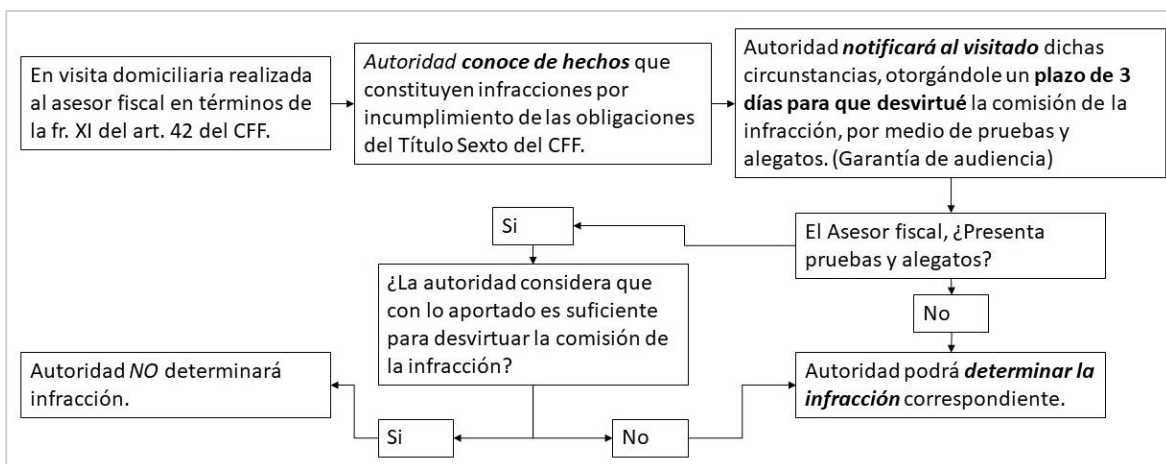 En visita domiciliaria realizada
al asesor fiscal en términos de
la fr. XI del art. 42 del CFF.
Autoridad conoce de hechos que
constituyen infracciones por
incumplimiento de las obligaciones
del Título Sexto del CFF.
Autoridad notificará al visitado dichas
circunstancias, otorgándole un plazo de 3
días para que desvirtué la comisión de la
infracción, por medio de pruebas y
alegatos. (Garantía de audiencia)
El Asesor fiscal, ¿Presenta
pruebas y alegatos?
Si
No
¿La autoridad considera que
con lo aportado es suficiente
para desvirtuar la comisión de
la infracción?
Autoridad NO determinará
infracción.
Autoridad podrá determinar la
infracción correspondiente.
Si
No